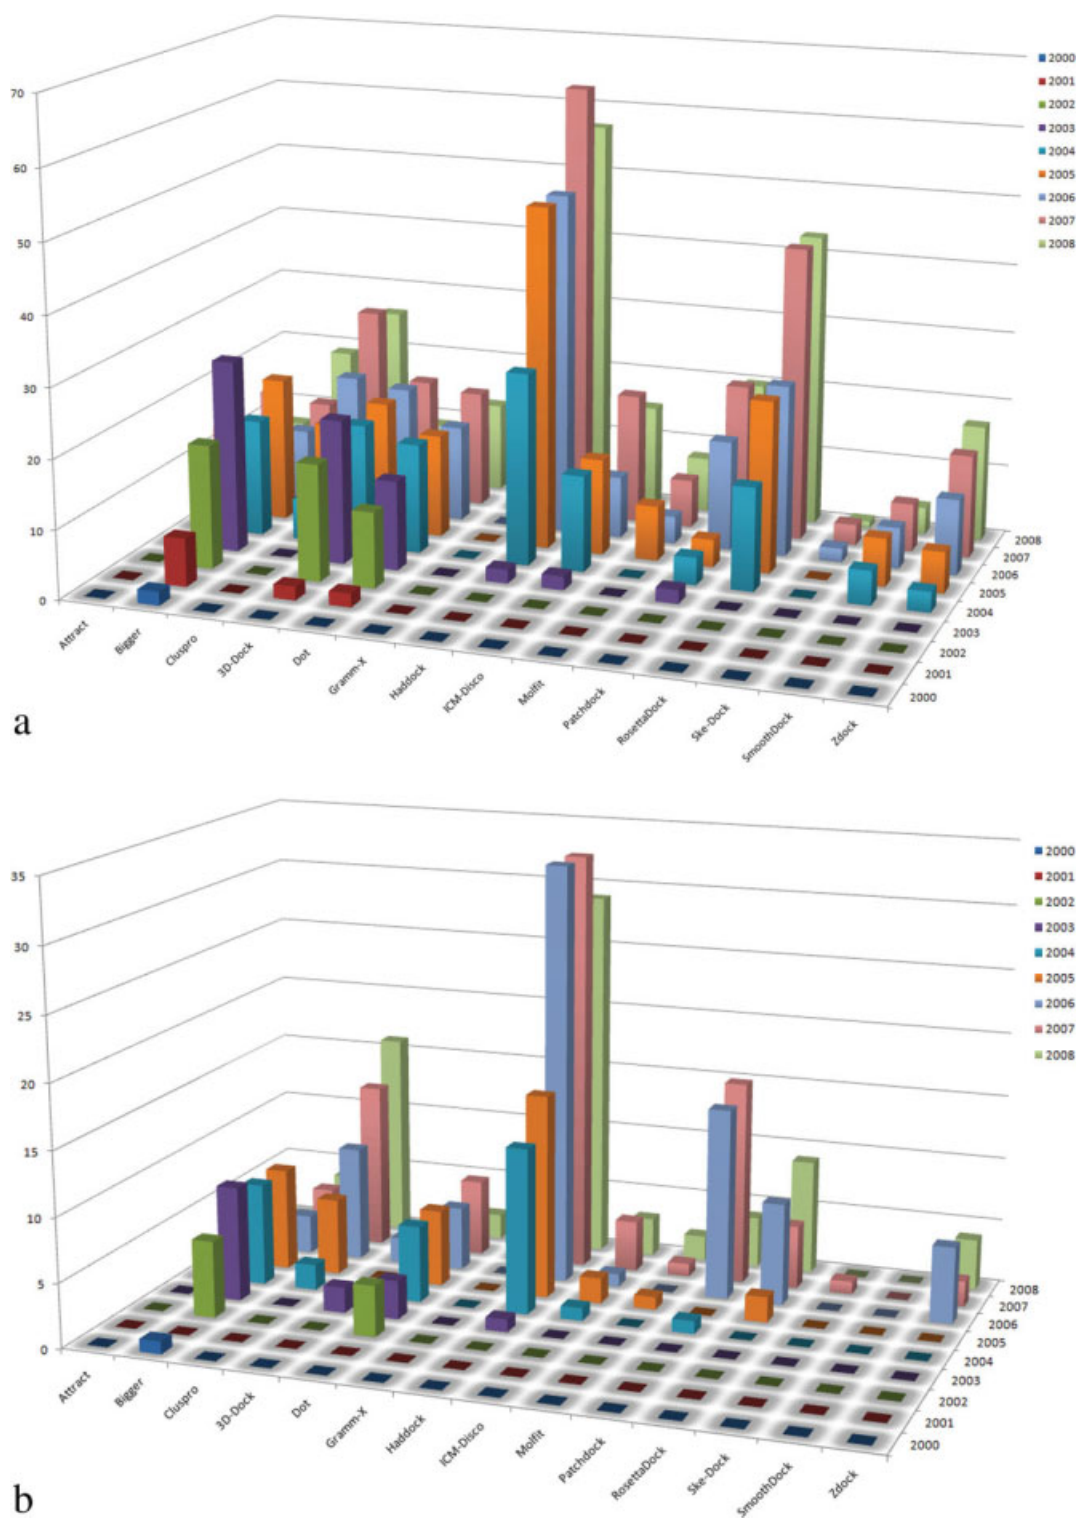 2000
2001
2002
2003
2004
2005
2006
2007
2008
70
60
50
40
30
20
10
0
Attract
Bigger
Cluspro
3D-Dock
Dot
Gramm-X
Haddock
ICM-Disco
Molfit
Patchdock
RosettaDock
Ske-Dock
SmoothDock
Zdock
2008
2007
2006
2005
2004
2003
2002
2001
2000
a
2000
2001
2002
2003
2004
2005
2006
2007
2008
35
30
25
20
15
10
5
0
Attract
Bigger
Cluspro
3D-Dock
Dot
Gramm-X
Haddock
ICM-Disco
Molfit
Patchdock
RosettaDock
Ske-Dock
SmoothDock
Zdock
2008
2007
2006
2005
2004
2003
2002
2001
2000
b